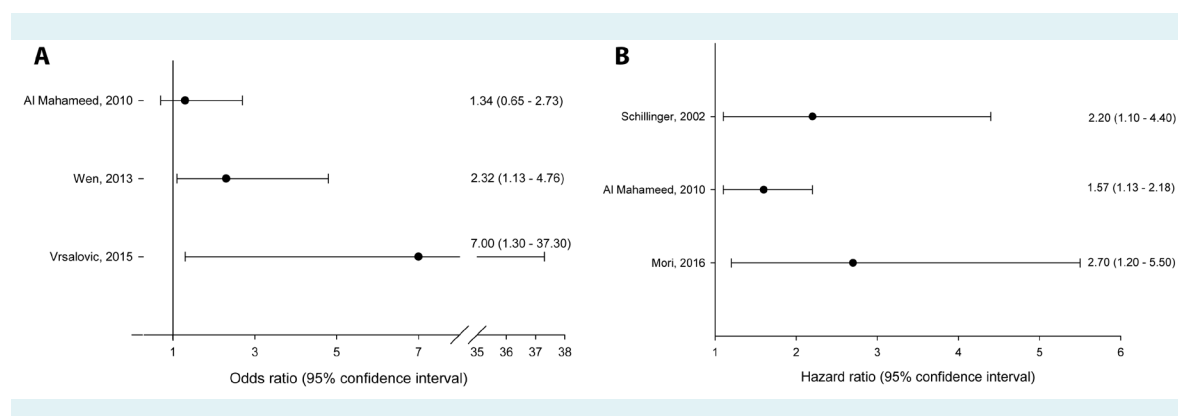 A
Al Mahameed, 2010
1.34 (0.65 - 2.73)
Wen, 2013
2.32 (1.13 - 4.76)
Vrsalovic, 2015
7.00 (1.30 - 37.30)
1 3 5 7 35 36 37 38
Odds ratio (95% confidence interval)
B
Schillinger, 2002
2.20 (1.10 - 4.40)
Al Mahameed, 2010
1.57 (1.13 - 2.18)
Mori, 2016
2.70 (1.20 - 5.50)
1 2 3 4 5 6
Hazard ratio (95% confidence interval)